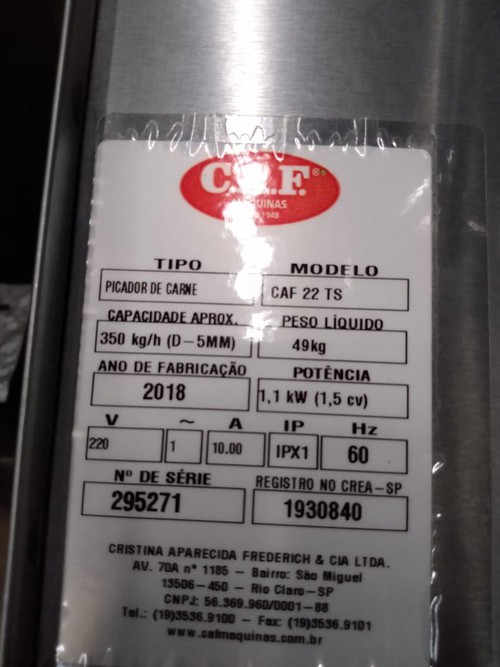 C.A.F.®
MÁQUINAS
1948
TIPO MODELO
PICADOR DE CARNE CAF 22 TS
CAPACIDADE APROX. PESO LÍQUIDO
350 kg/h (D-5MM) 49kg
ANO DE FABRICAÇÃO POTÊNCIA
2018 1,1 kW (1,5 cv)
V ~ A IP Hz
220 1 10.00 IPX1 60
Nº DE SÉRIE REGISTRO NO CREA-SP
295271 1930840
CRISTINA APARECIDA FREDERICH & CIA LTDA.
AV. 70A nº 1185 - Bairro: São Miguel
13506-450 - Rio Claro-SP
CNPJ: 56.369.960/0001-88
Tel.: (19)3536.9100 - Fax: (19)3536.9101
www.cafmaquinas.com.br